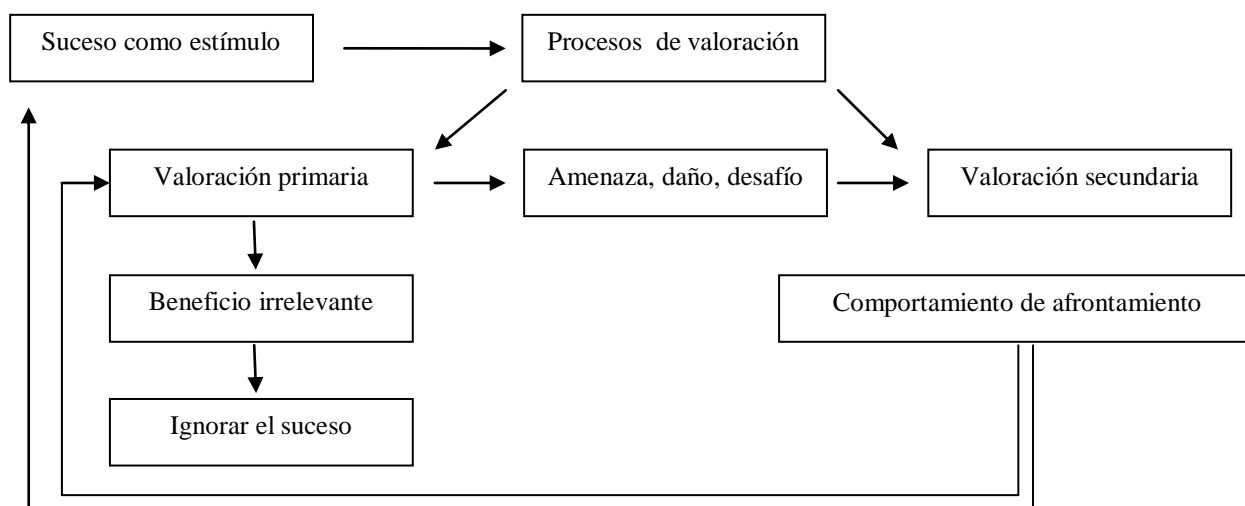 Suceso como estímulo
Procesos de valoración
Valoración primaria
Amenaza, daño, desafío
Valoración secundaria
Beneficio irrelevante
Comportamiento de afrontamiento
Ignorar el suceso